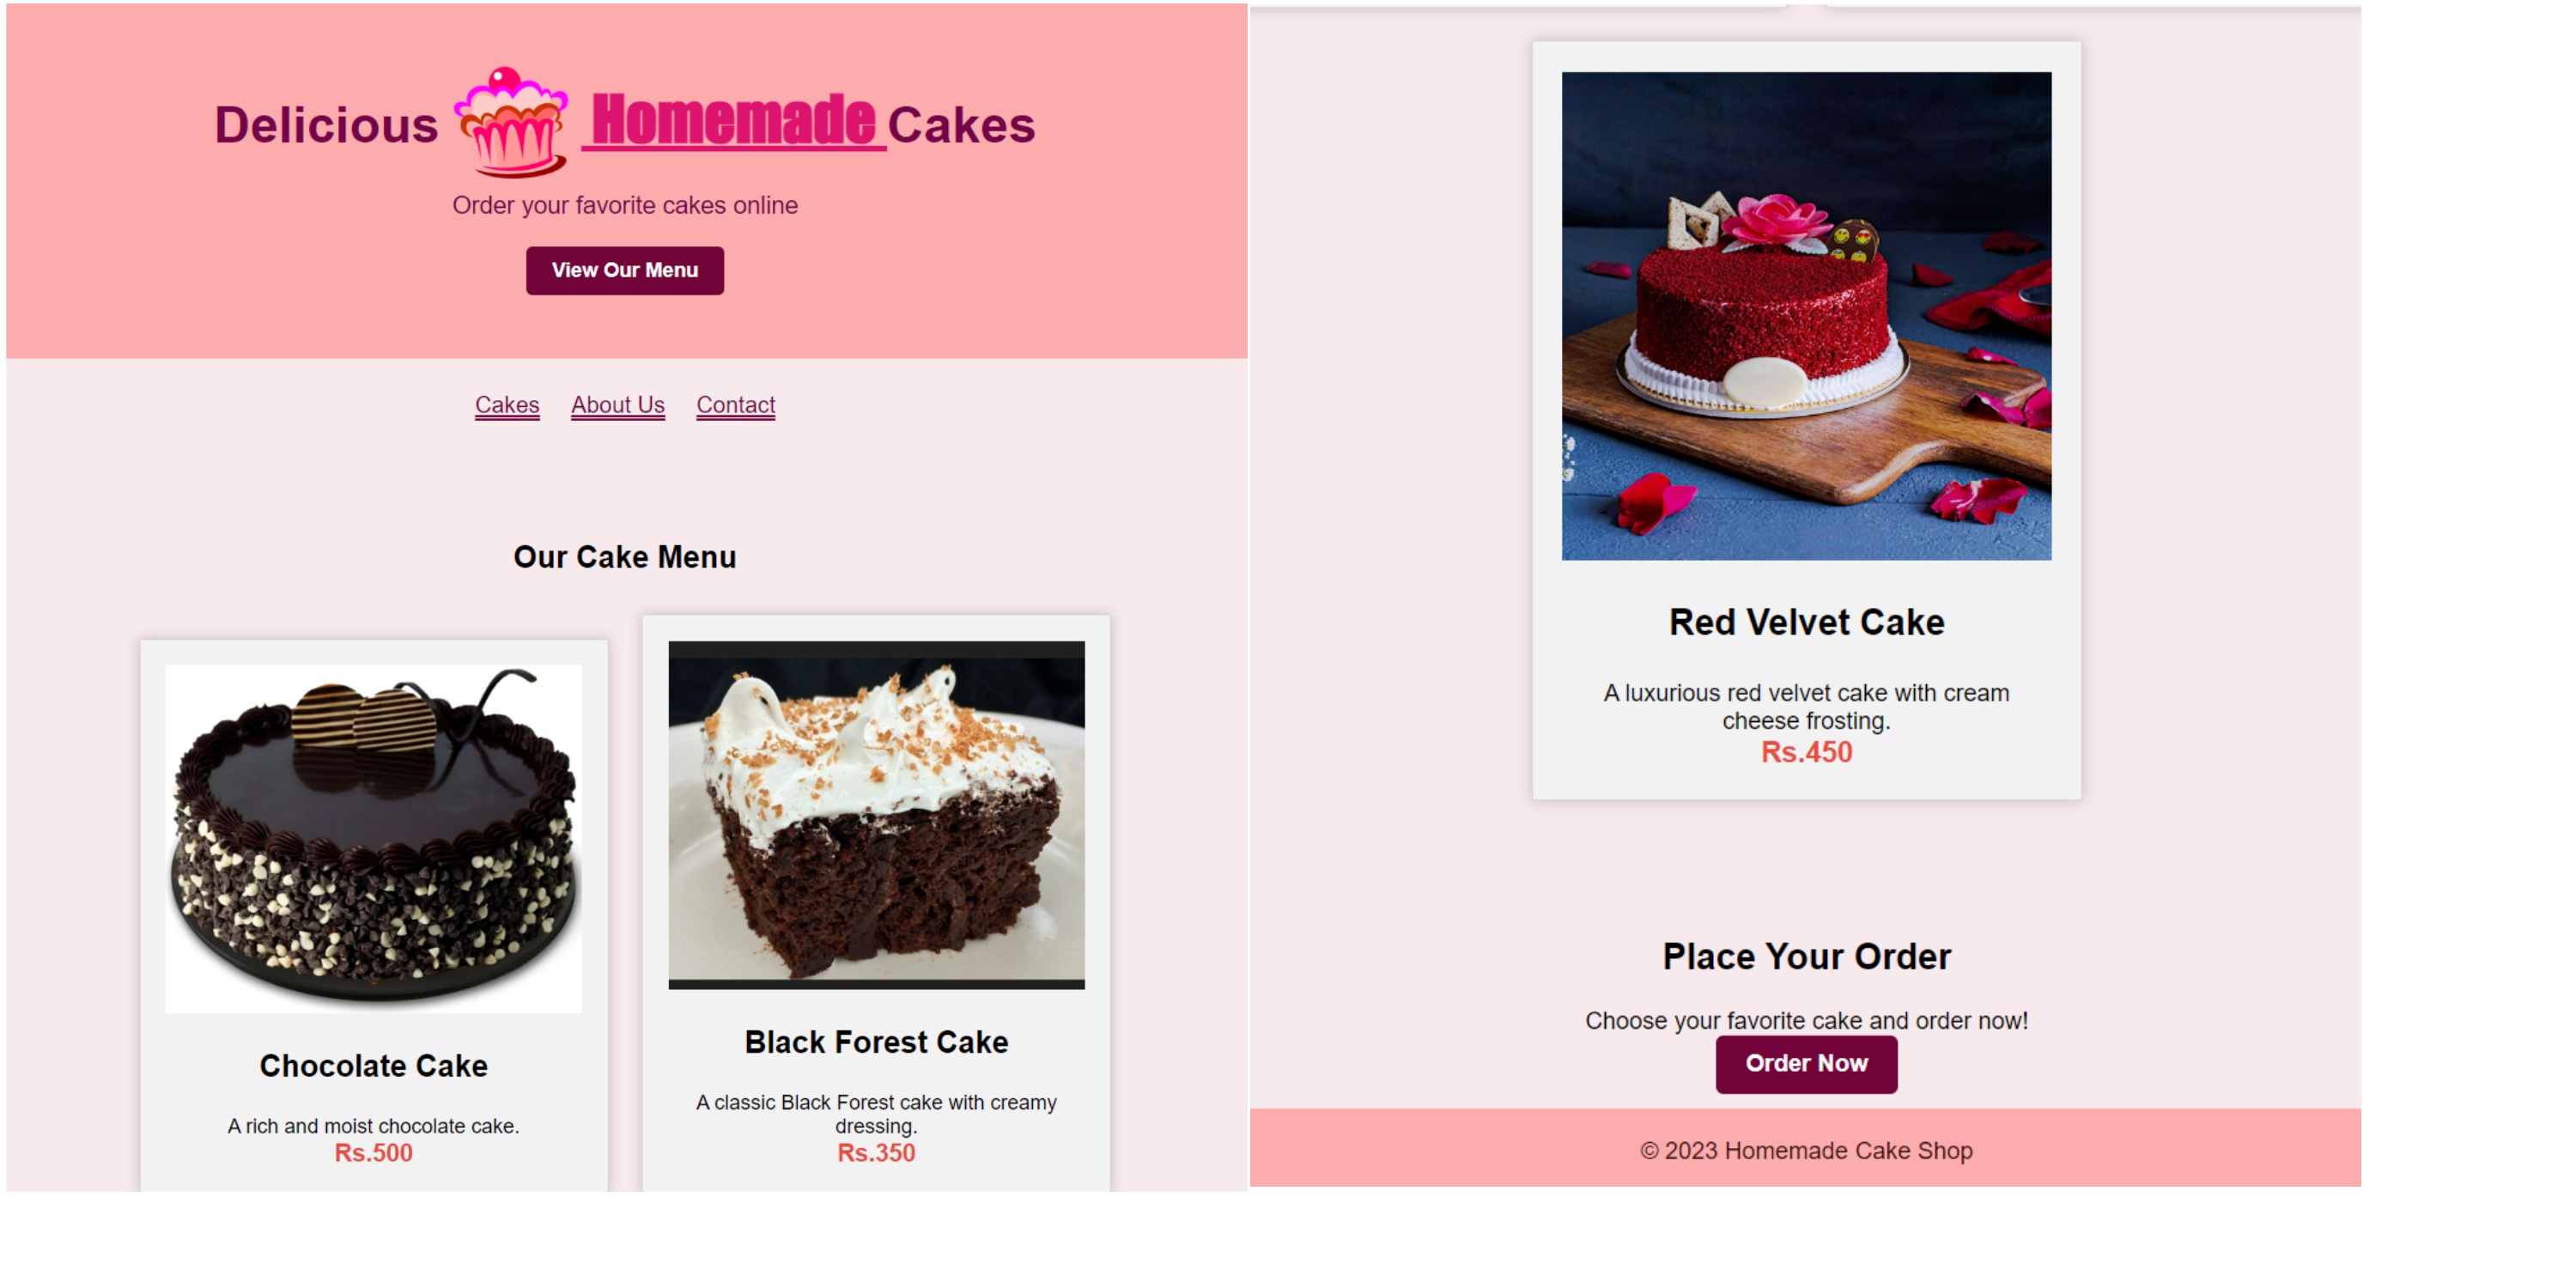 Delicious Homemade Cakes
Order your favorite cakes online
View Our Menu
Cakes About Us Contact
Our Cake Menu
Chocolate Cake
A rich and moist chocolate cake.
Rs.500
Black Forest Cake
A classic Black Forest cake with creamy
dressing.
Rs.350
Red Velvet Cake
A luxurious red velvet cake with cream
cheese frosting.
Rs.450
Place Your Order
Choose your favorite cake and order now!
Order Now
© 2023 Homemade Cake Shop